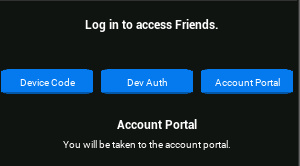 Log in to access Friends.
Device Code
Dev Auth
Account Portal
Account Portal
You will be taken to the account portal.